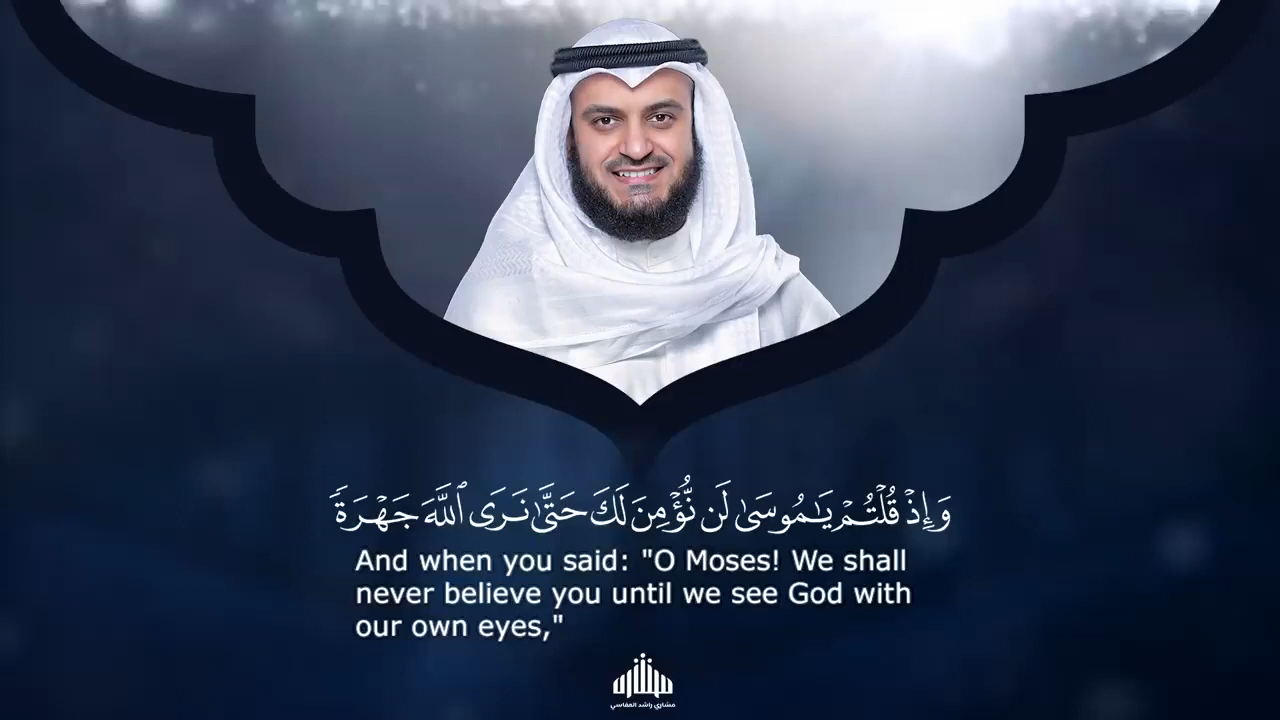 وَإِذْ قُلْتُمْ يَـٰمُوسَىٰ لَن نُّؤْمِنَ لَكَ حَتَّىٰ نَرَى ٱللَّهَ جَهْرَةً
And when you said: "O Moses! We shall
never believe you until we see God with
our own eyes,"
مشاري راشد العفاسي